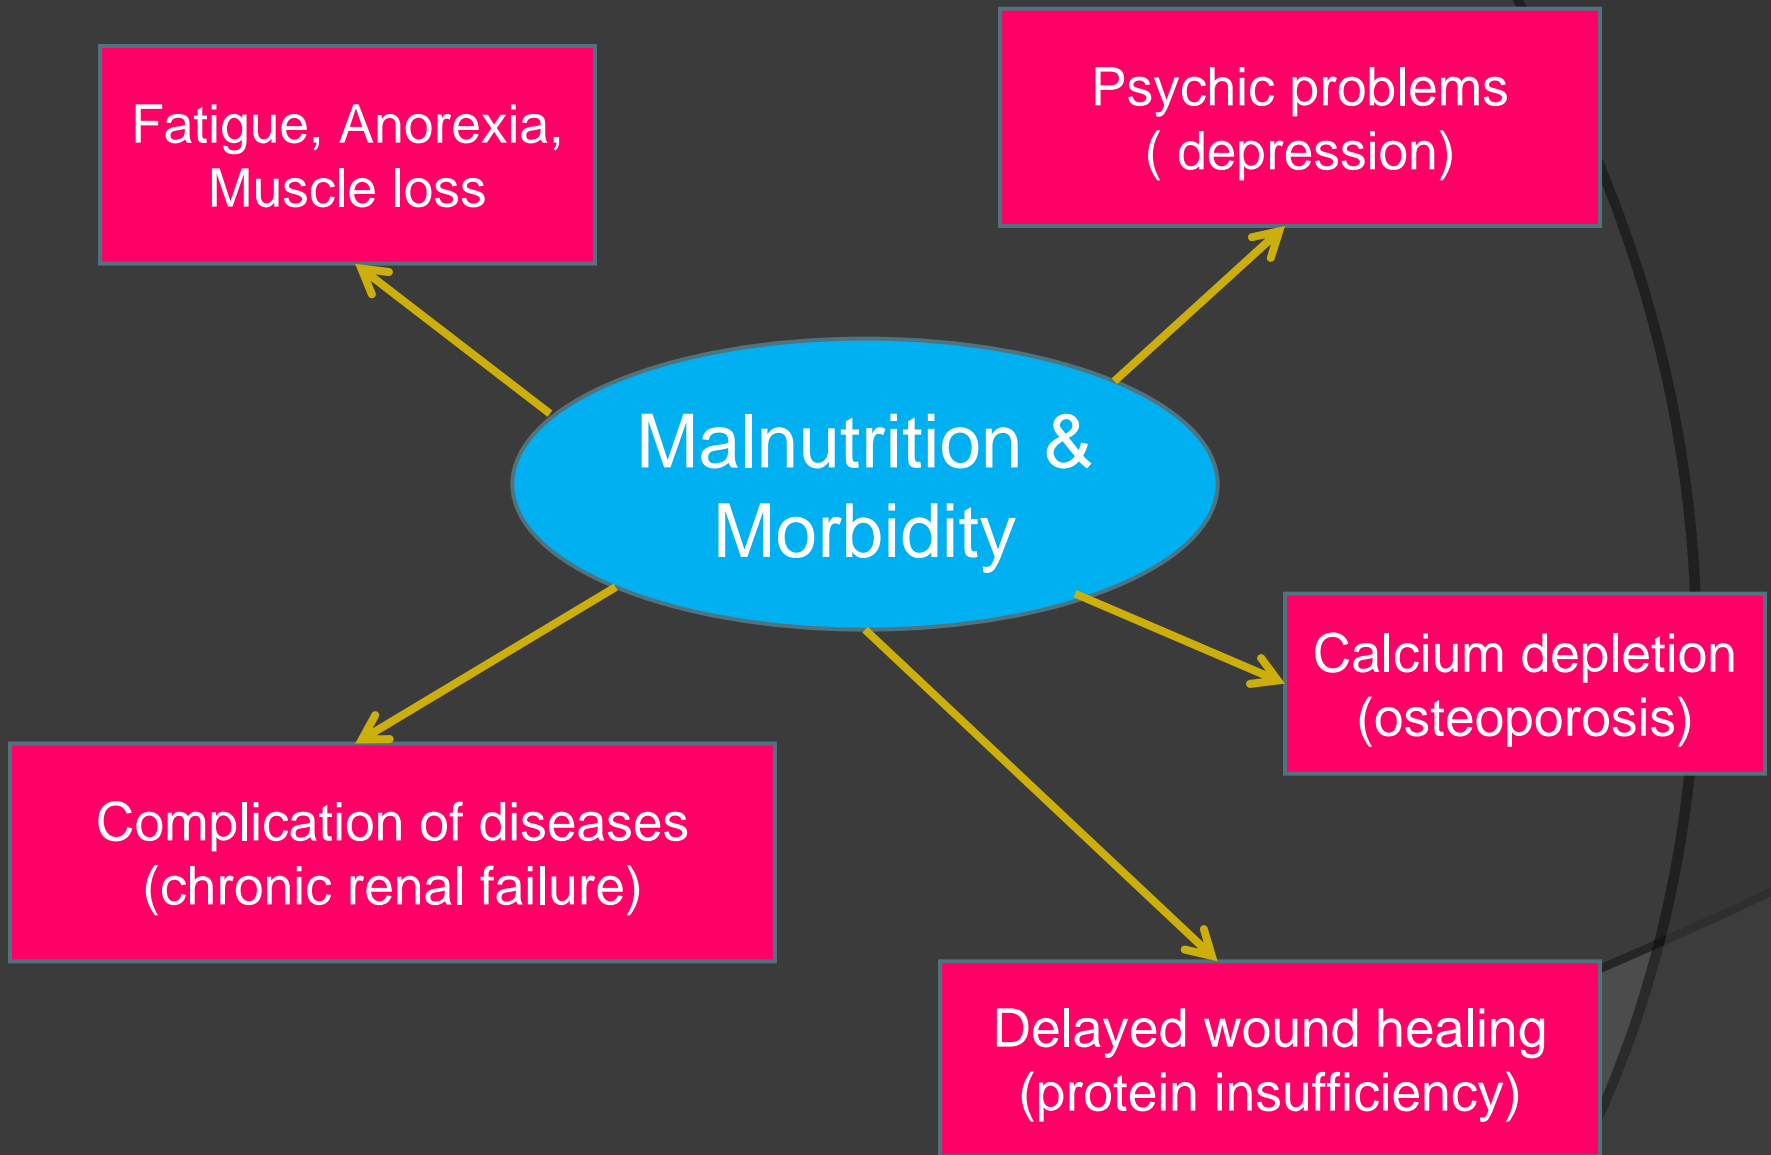 Fatigue, Anorexia,
Muscle loss
Psychic problems
( depression)
Malnutrition &
Morbidity
Calcium depletion
(osteoporosis)
Complication of diseases
(chronic renal failure)
Delayed wound healing
(protein insufficiency)